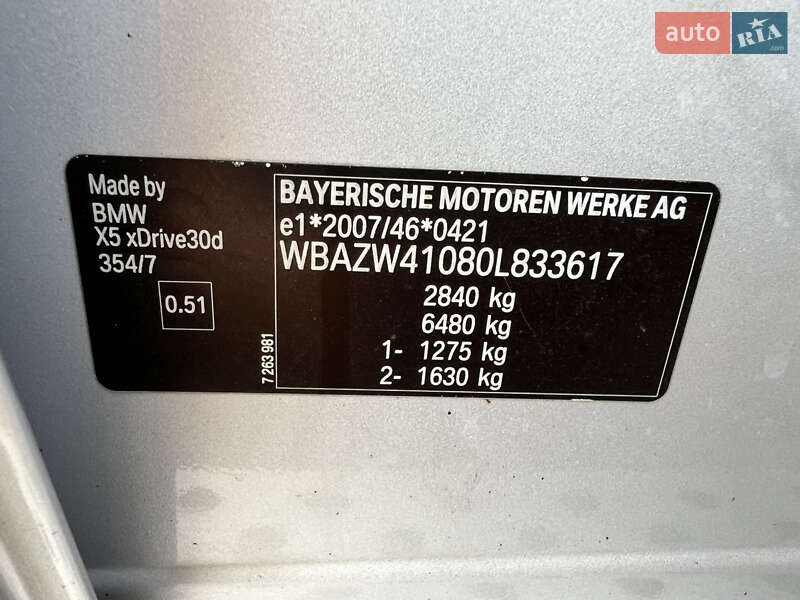 auto RIA .com
Made by
BMW
X5 xDrive30d
354/7
0.51
7 263 981
BAYERISCHE MOTOREN WERKE AG
e1*2007/46*0421
WBAZW41080L833617
2840 kg
6480 kg
1- 1275 kg
2- 1630 kg